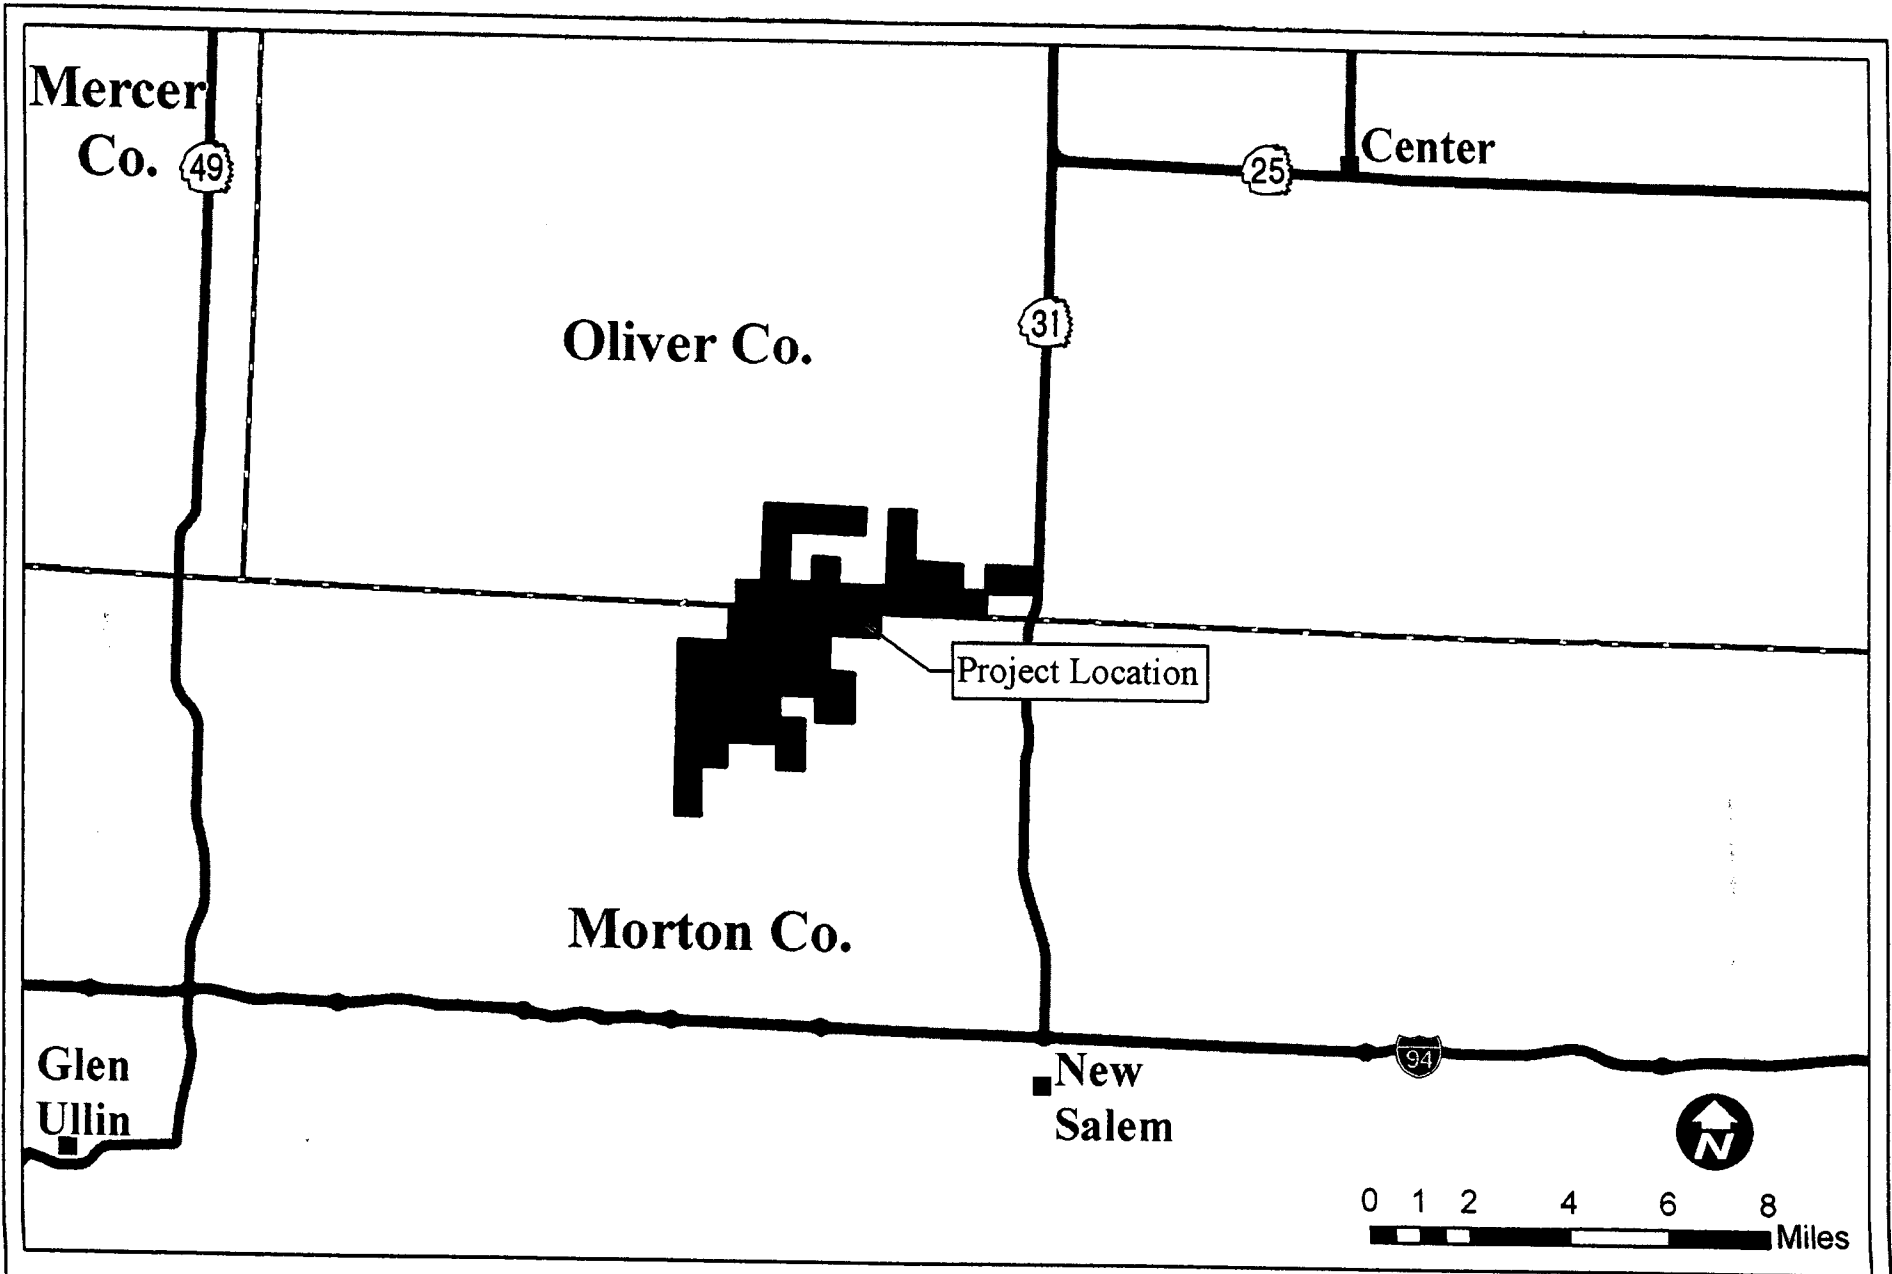 Mercer
Co.
49
25
Center
Oliver Co.
31
Project Location
Morton Co.
94
Glen
Ullin
New
Salem
N
0 1 2 4 6 8
Miles